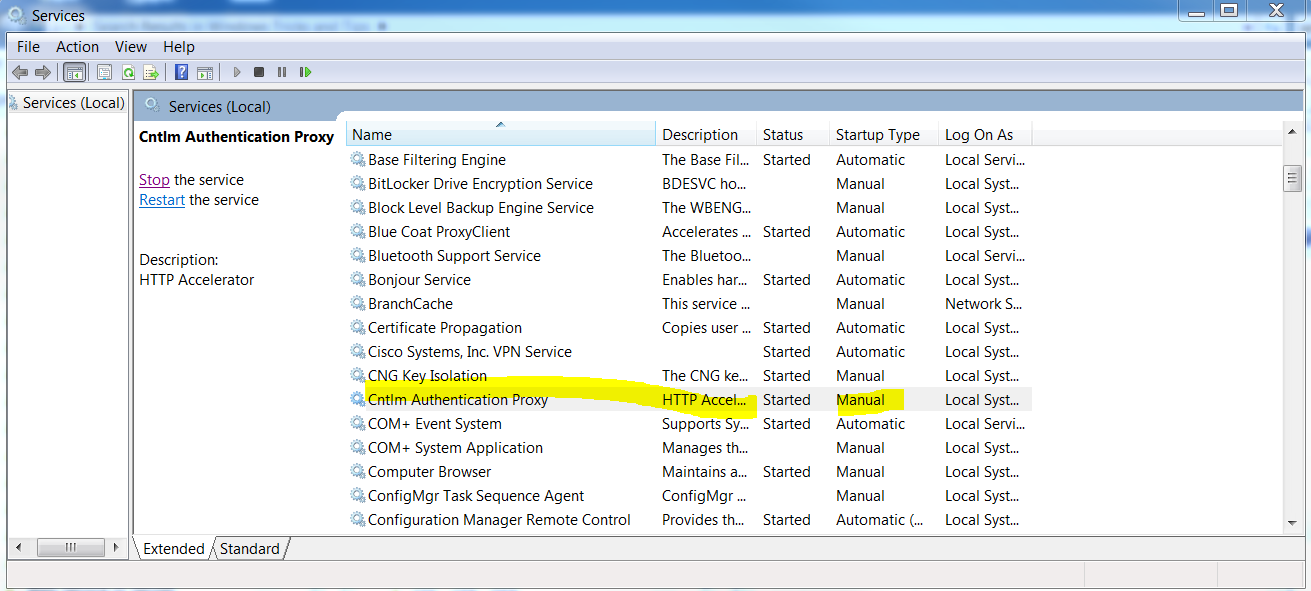 Services
File Action View Help
Services (Local)
Services (Local)
Cntlm Authentication Proxy
Stop the service
Restart the service
Description:
HTTP Accelerator
Name Description Status Startup Type Log On As
Base Filtering Engine The Base Fil... Started Automatic Local Servi...
BitLocker Drive Encryption Service BDESVC ho... Manual Local Syst...
Block Level Backup Engine Service The WBENG... Manual Local Syst...
Blue Coat ProxyClient Accelerates ... Started Automatic Local Syst...
Bluetooth Support Service The Bluetoo... Manual Local Servi...
Bonjour Service Enables har... Started Automatic Local Syst...
BranchCache This service ... Manual Network S...
Certificate Propagation Copies user ... Started Automatic Local Syst...
Cisco Systems, Inc. VPN Service Started Automatic Local Syst...
CNG Key Isolation The CNG ke... Started Manual Local Syst...
Cntlm Authentication Proxy HTTP Accel... Started Manual Local Syst...
COM+ Event System Supports Sy... Started Automatic Local Servi...
COM+ System Application Manages th... Manual Local Syst...
Computer Browser Maintains a... Started Manual Local Syst...
ConfigMgr Task Sequence Agent ConfigMgr ... Manual Local Syst...
Configuration Manager Remote Control Provides th... Started Automatic (... Local Syst...
Extended Standard